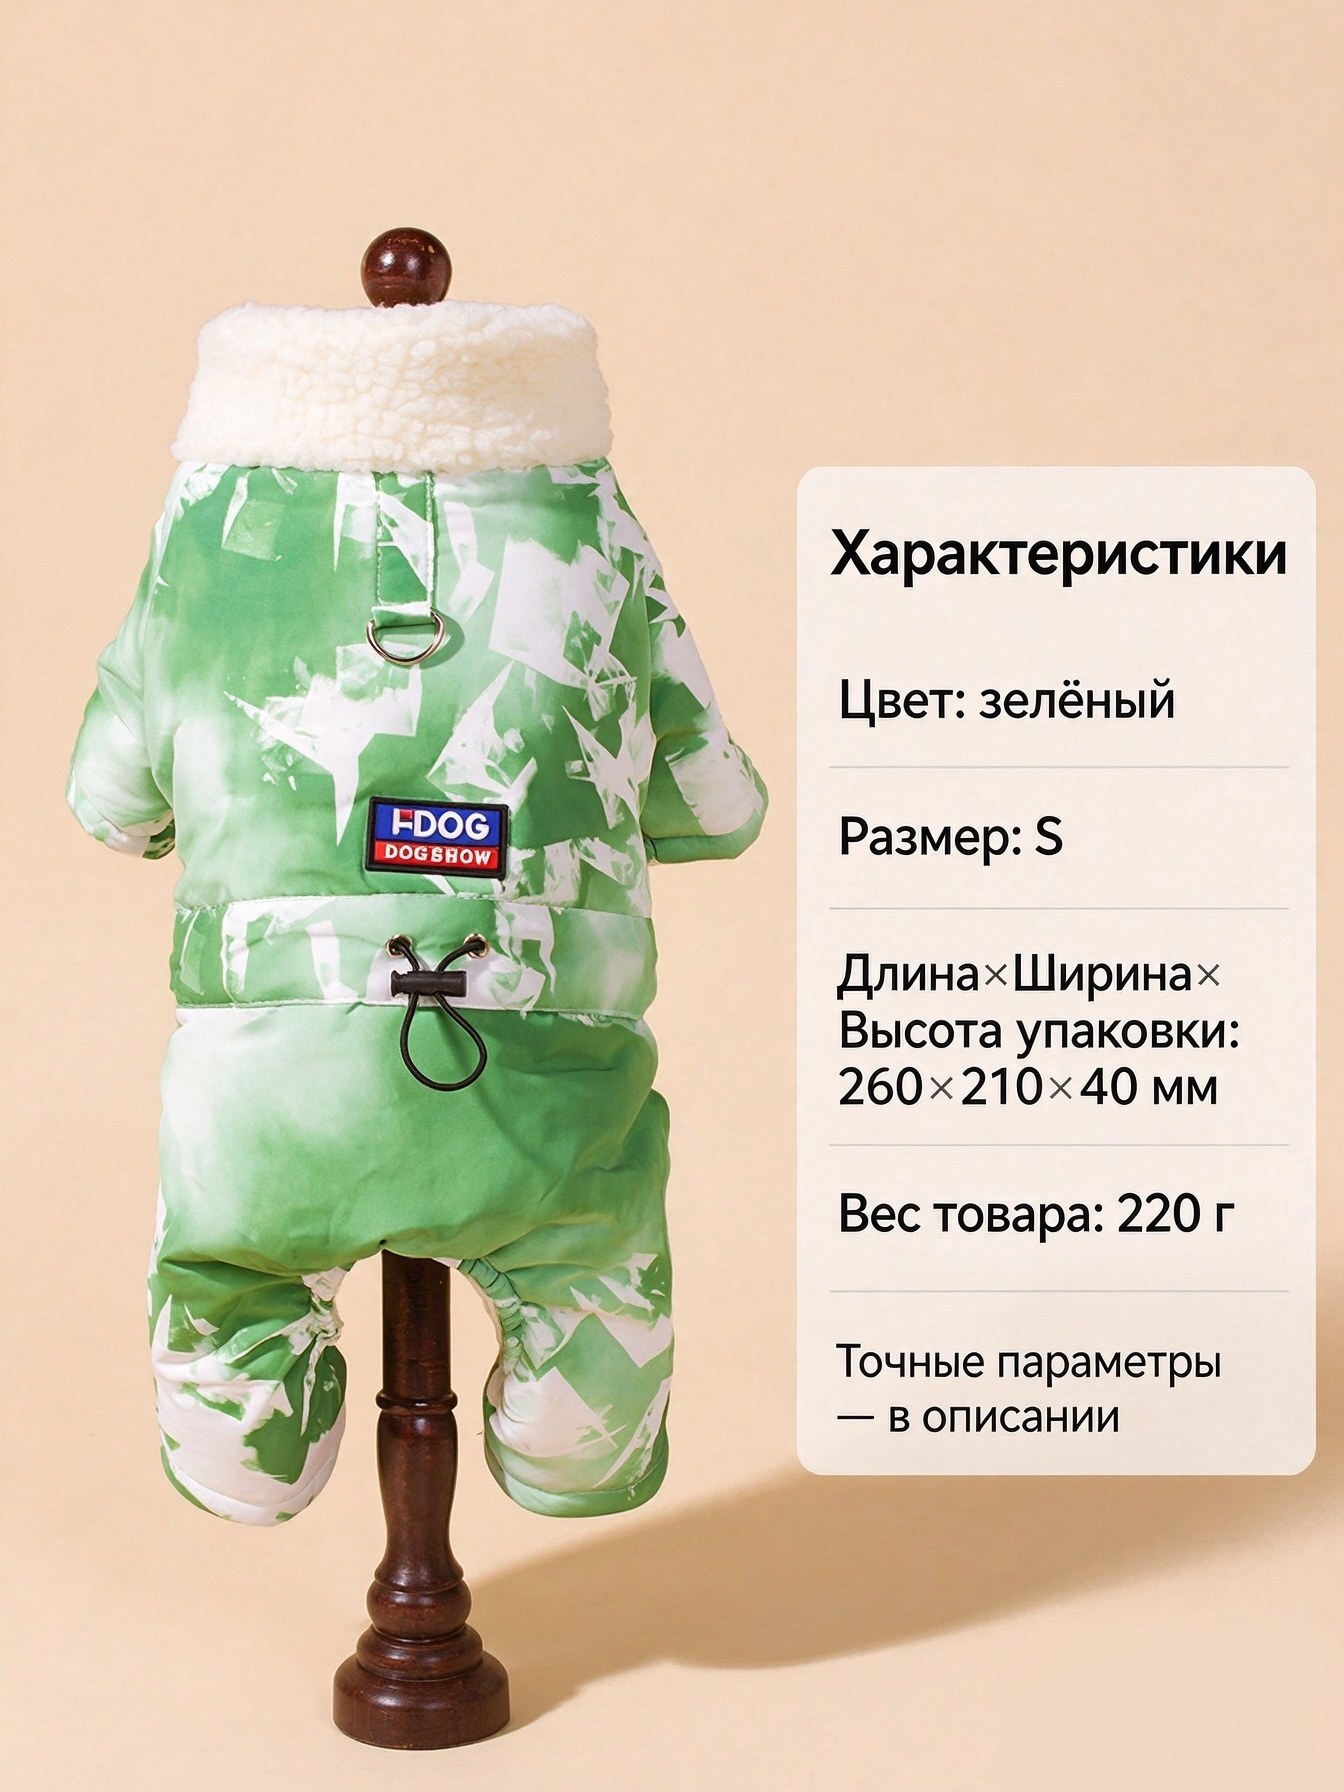 HDOG
DOGSHOW
Характеристики
Цвет: зелёный
Размер: S
Длина×Ширина×
Высота упаковки:
260×210×40 мм
Вес товара: 220 г
Точные параметры
— в описании